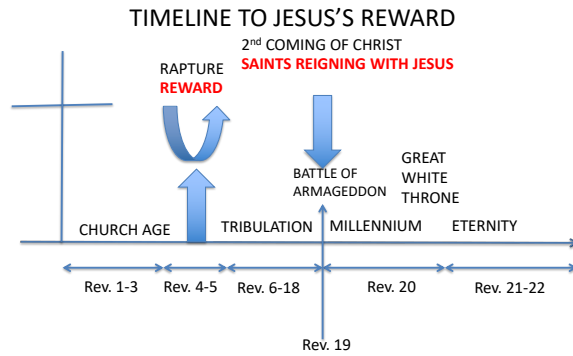 TIMELINE TO JESUS'S REWARD
2nd COMING OF CHRIST
SAINTS REIGNING WITH JESUS
RAPTURE
REWARD
BATTLE OF
ARMAGEDDON
GREAT
WHITE
THRONE
CHURCH AGE
TRIBULATION
MILLENNIUM
ETERNITY
Rev. 1-3
Rev. 4-5
Rev. 6-18
Rev. 20
Rev. 21-22
Rev. 19